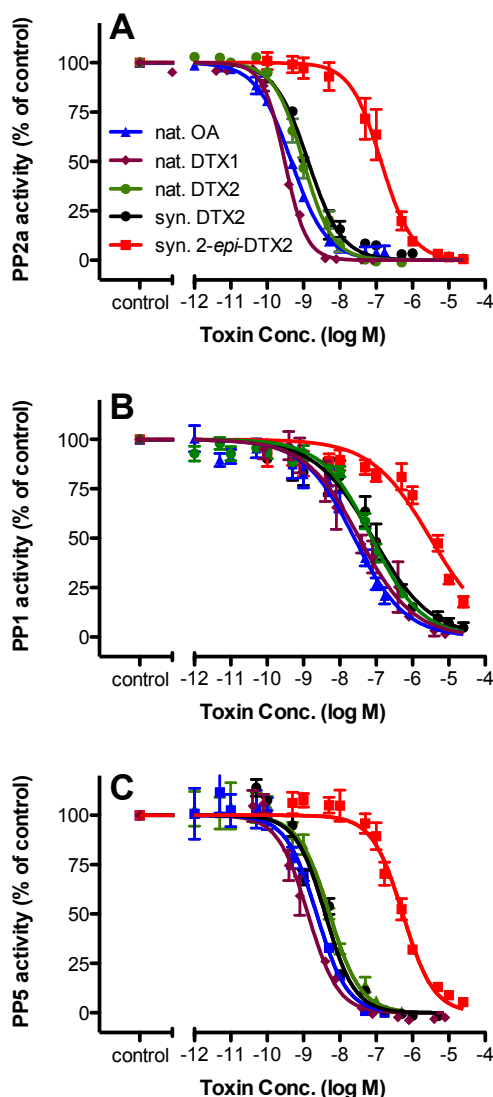 A
PP2a activity (% of control)
100
75
50
25
0
nat. OA
nat. DTX1
nat. DTX2
syn. DTX2
syn. 2-epi-DTX2
control -12 -11 -10 -9 -8 -7 -6 -5 -4
Toxin Conc. (log M)
B
PP1 activity (% of control)
100
75
50
25
0
control -12 -11 -10 -9 -8 -7 -6 -5 -4
Toxin Conc. (log M)
C
PP5 activity (% of control)
100
75
50
25
0
control -12 -11 -10 -9 -8 -7 -6 -5 -4
Toxin Conc. (log M)